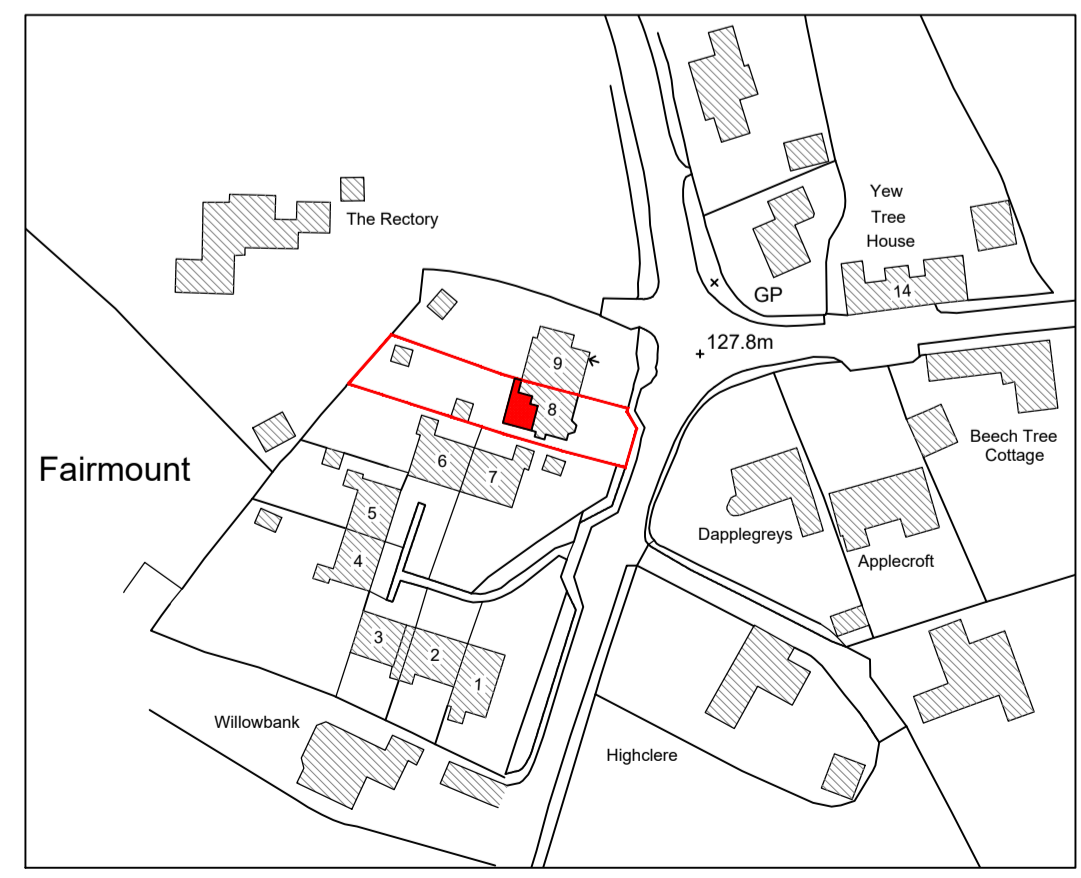 The Rectory
Yew
Tree
House
14
GP
127.8m
9
8
Beech Tree
Cottage
Fairmount
6
7
5
4
Dapplegreys
Applecroft
3
2
1
Willowbank
Highclere